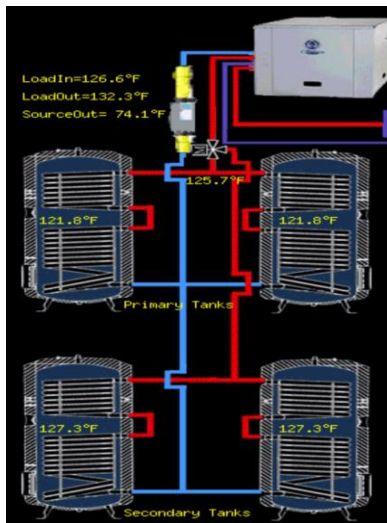 LoadIn=126.6°F
LoadOut=132.3°F
SourceOut= 74.1°F
125.7°F
121.8°F 121.8°F
Primary Tanks
127.3°F 127.3°F
Secondary Tanks